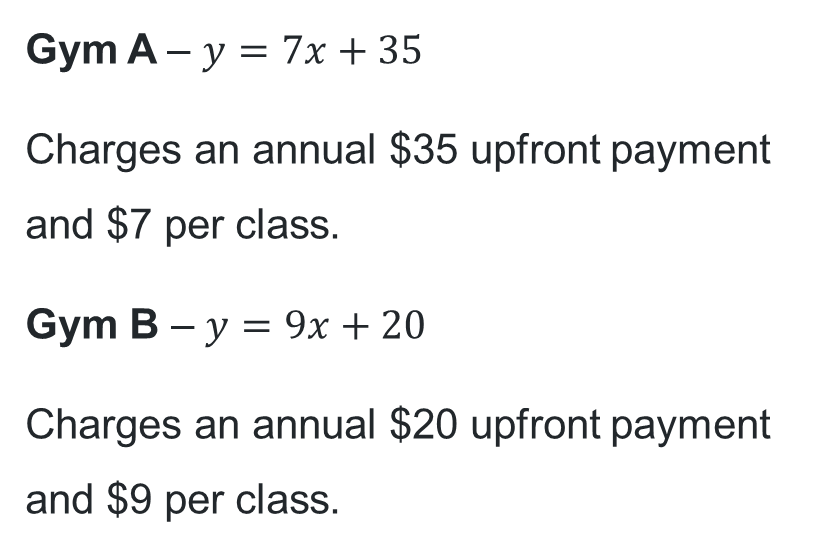 Gym A – y = 7x + 35
Charges an annual $35 upfront payment
and $7 per class.
Gym B – y = 9x + 20
Charges an annual $20 upfront payment
and $9 per class.